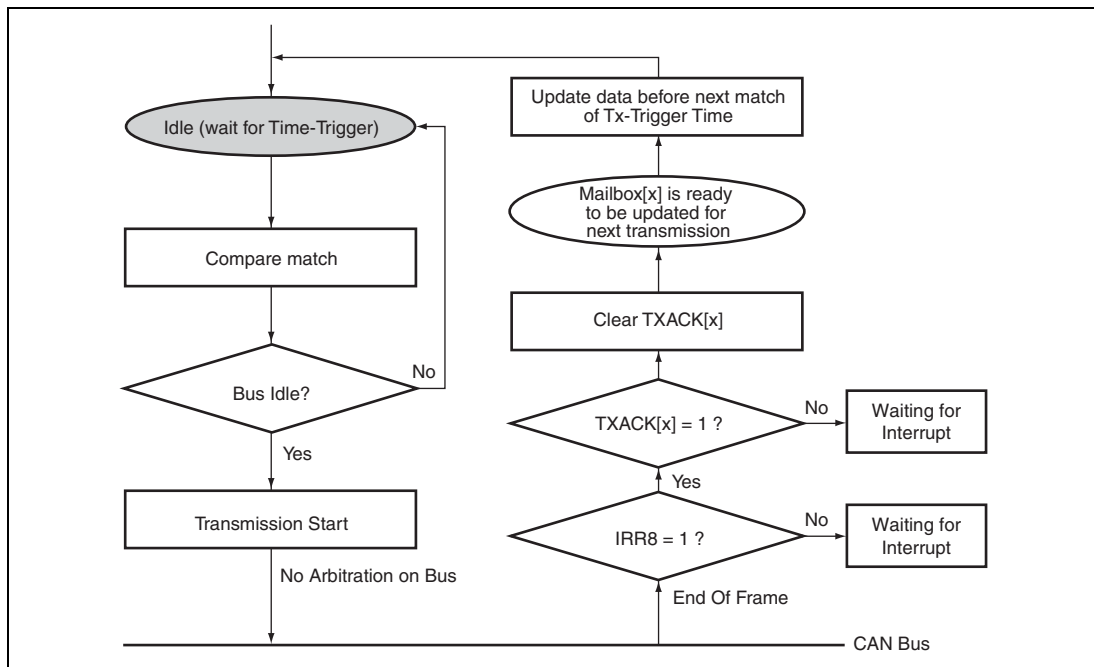 Idle (wait for Time-Trigger)
Compare match
Bus Idle?
No
Yes
Transmission Start
No Arbitration on Bus
Update data before next match
of Tx-Trigger Time
Mailbox[x] is ready
to be updated for
next transmission
Clear TXACK[x]
TXACK[x] = 1 ?
No
Waiting for
Interrupt
Yes
IRR8 = 1 ?
No
Waiting for
Interrupt
End Of Frame
CAN Bus